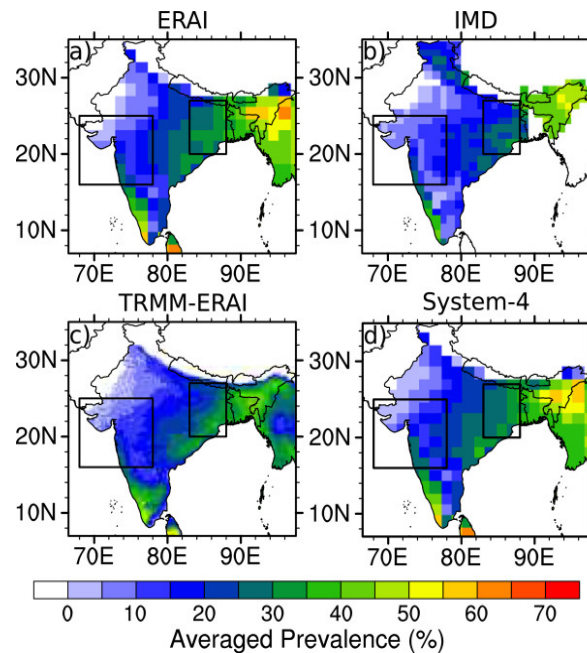 ERAI
IMD
a)
b)
30N
30N
20N
20N
10N
10N
70E 80E 90E
70E 80E 90E
TRMM-ERAI
System-4
c)
d)
30N
30N
20N
20N
10N
10N
70E 80E 90E
70E 80E 90E
0 10 20 30 40 50 60 70
Averaged Prevalence (%)